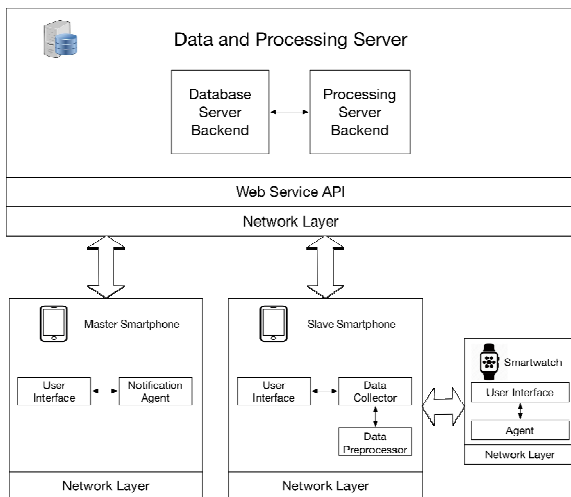 Data and Processing Server
Database
Server
Backend
Processing
Server
Backend
Web Service API
Network Layer
Master Smartphone
User
Interface
Notification
Agent
Network Layer
Slave Smartphone
User
Interface
Data
Collector
Data
Preprocessor
Network Layer
Smartwatch
User Interface
Agent
Network Layer